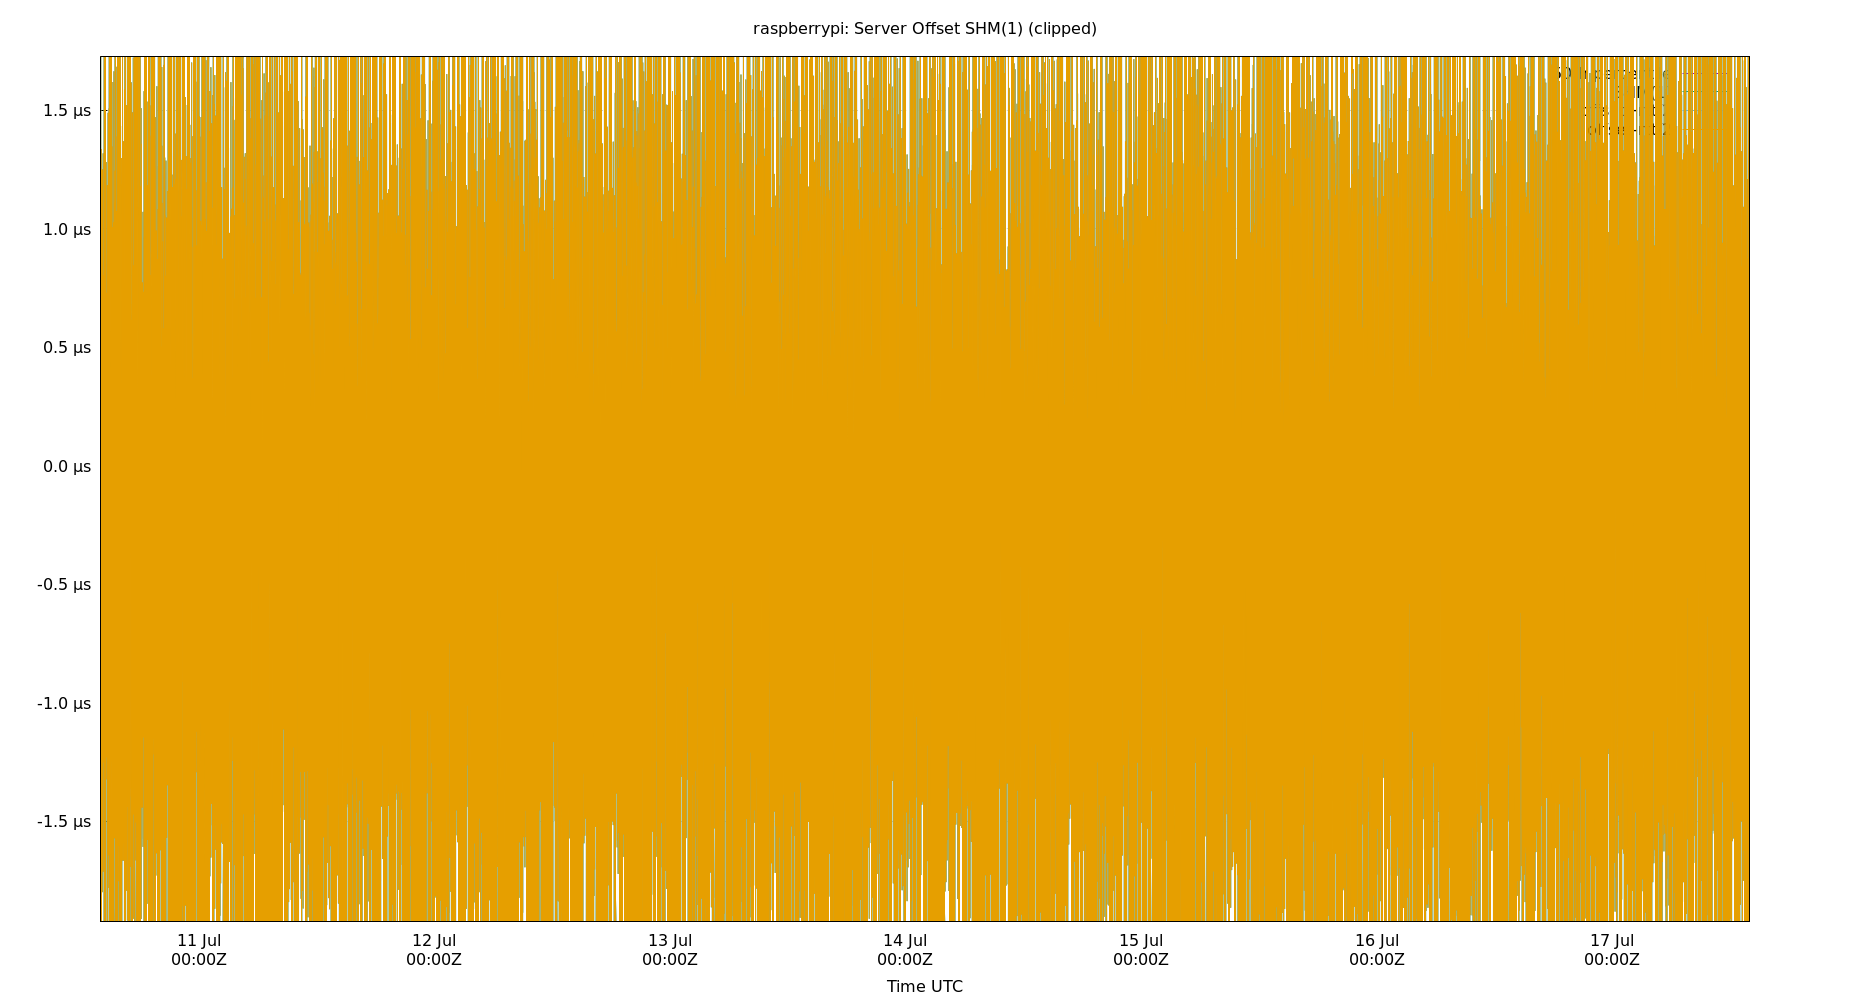 raspberrypi: Server Offset SHM(1) (clipped)
1.5 µs
1.0 µs
0.5 µs
0.0 µs
-0.5 µs
-1.0 µs
-1.5 µs
11 Jul 12 Jul 13 Jul 14 Jul 15 Jul 16 Jul 17 Jul
00:00Z 00:00Z 00:00Z 00:00Z 00:00Z 00:00Z 00:00Z
Time UTC